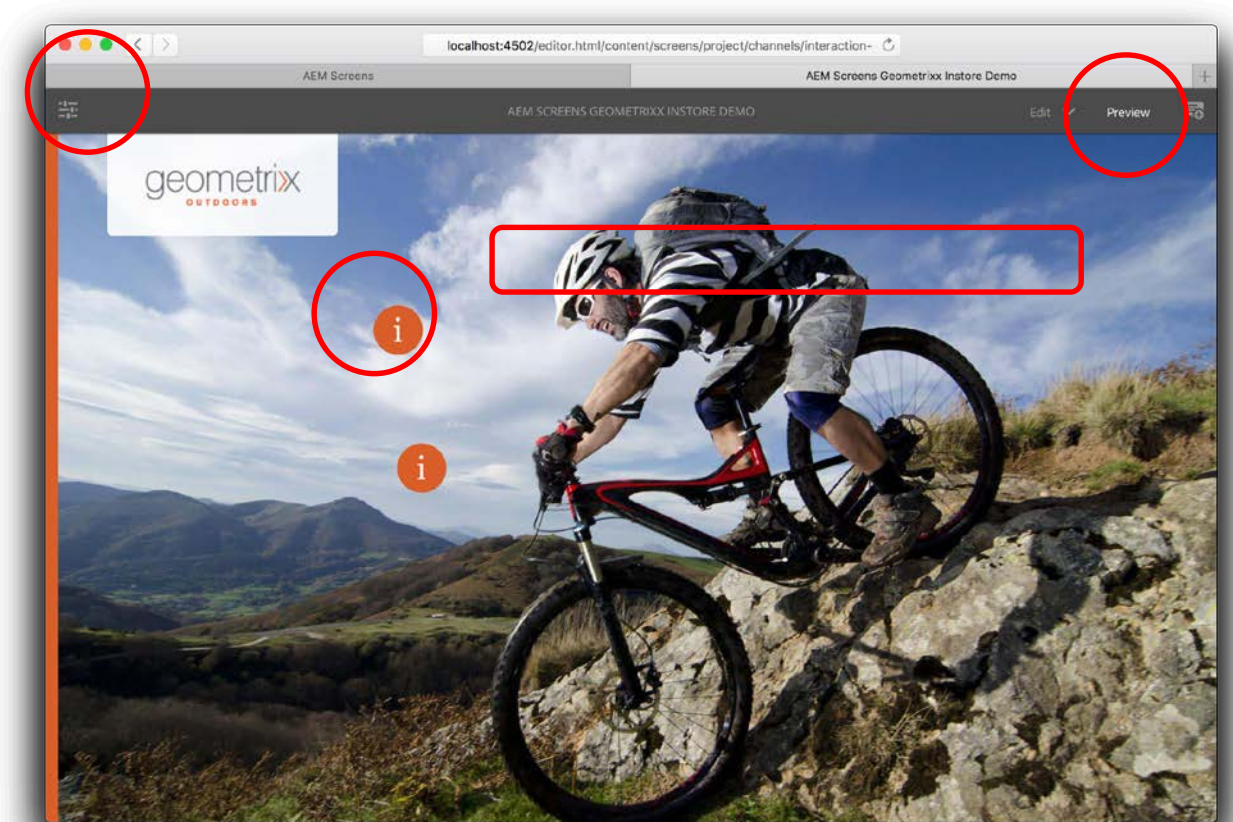 localhost:4502/editor.html/content/screens/project/channels/interaction-
AEM Screens
AEM Screens Geometrixx Instore Demo
AEM SCREENS GEOMETRIXX INSTORE DEMO
Edit
Preview
geometrixx
OUTDOORS
i
i